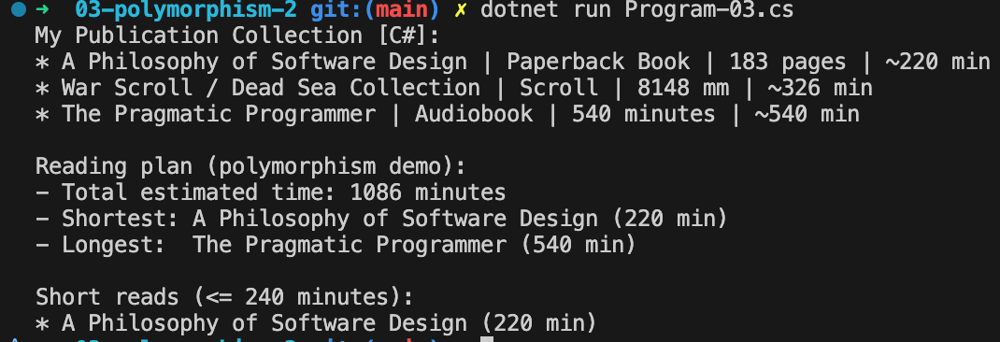 ➜ 03-polymorphism-2 git:(main) ✗ dotnet run Program-03.cs
My Publication Collection [C#]:
* A Philosophy of Software Design | Paperback Book | 183 pages | ~220 min
* War Scroll / Dead Sea Collection | Scroll | 8148 mm | ~326 min
* The Pragmatic Programmer | Audiobook | 540 minutes | ~540 min
Reading plan (polymorphism demo):
- Total estimated time: 1086 minutes
- Shortest: A Philosophy of Software Design (220 min)
- Longest:  The Pragmatic Programmer (540 min)
Short reads (<= 240 minutes):
* A Philosophy of Software Design (220 min)